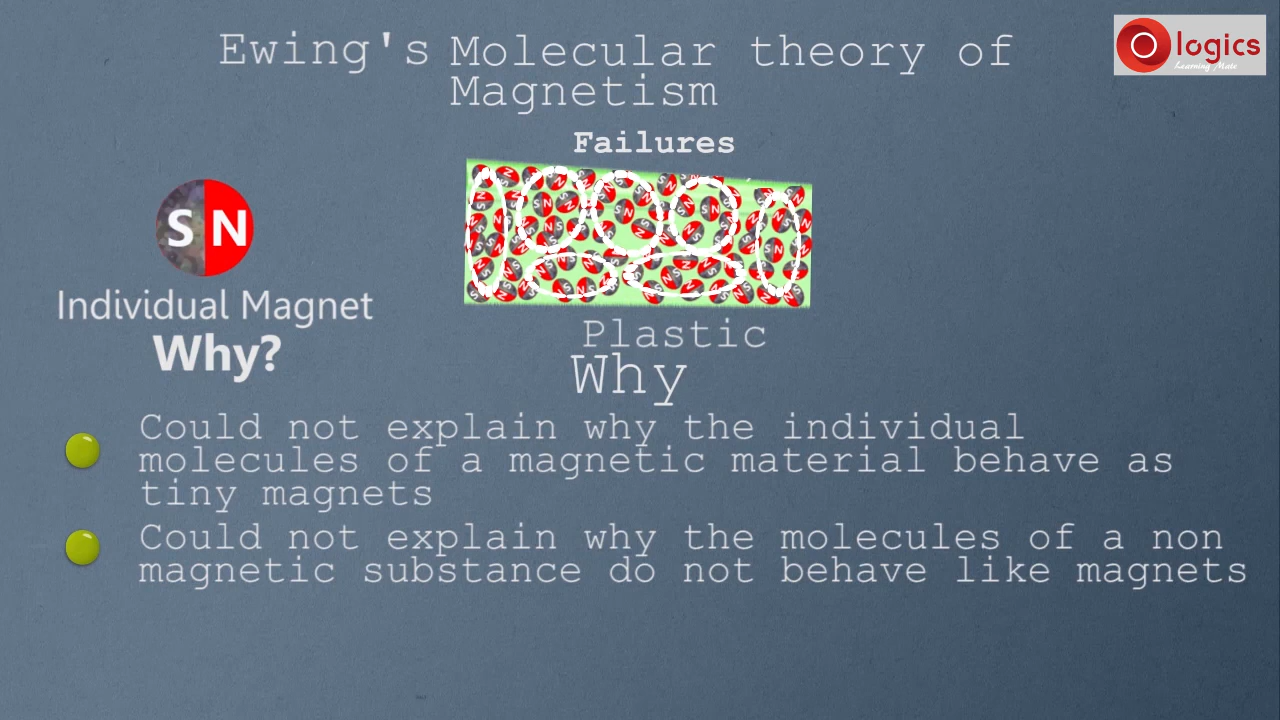 Ewing's Molecular theory of
Magnetism
logics
Learning Mate
Failures
S N
Individual Magnet
Why?
Plastic
Why
Could not explain why the individual
molecules of a magnetic material behave as
tiny magnets
Could not explain why the molecules of a non
magnetic substance do not behave like magnets